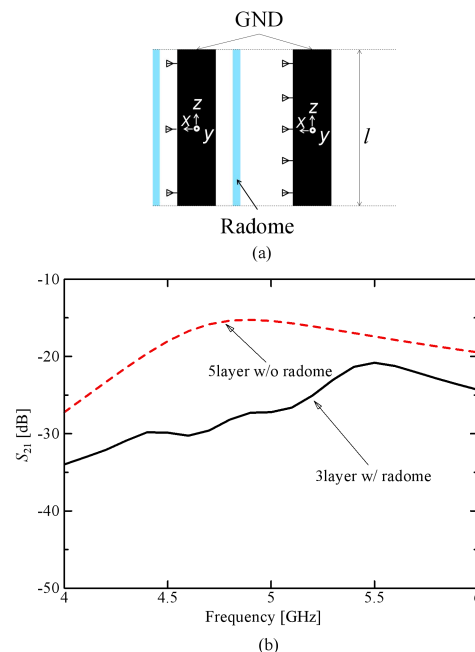 GND
z
x
y
z
x
y
l
Radome
(a)
-10
-20
-30
-40
-50
S21 [dB]
5layer w/o radome
3layer w/ radome
4
4.5
5
5.5
Frequency [GHz]
(b)